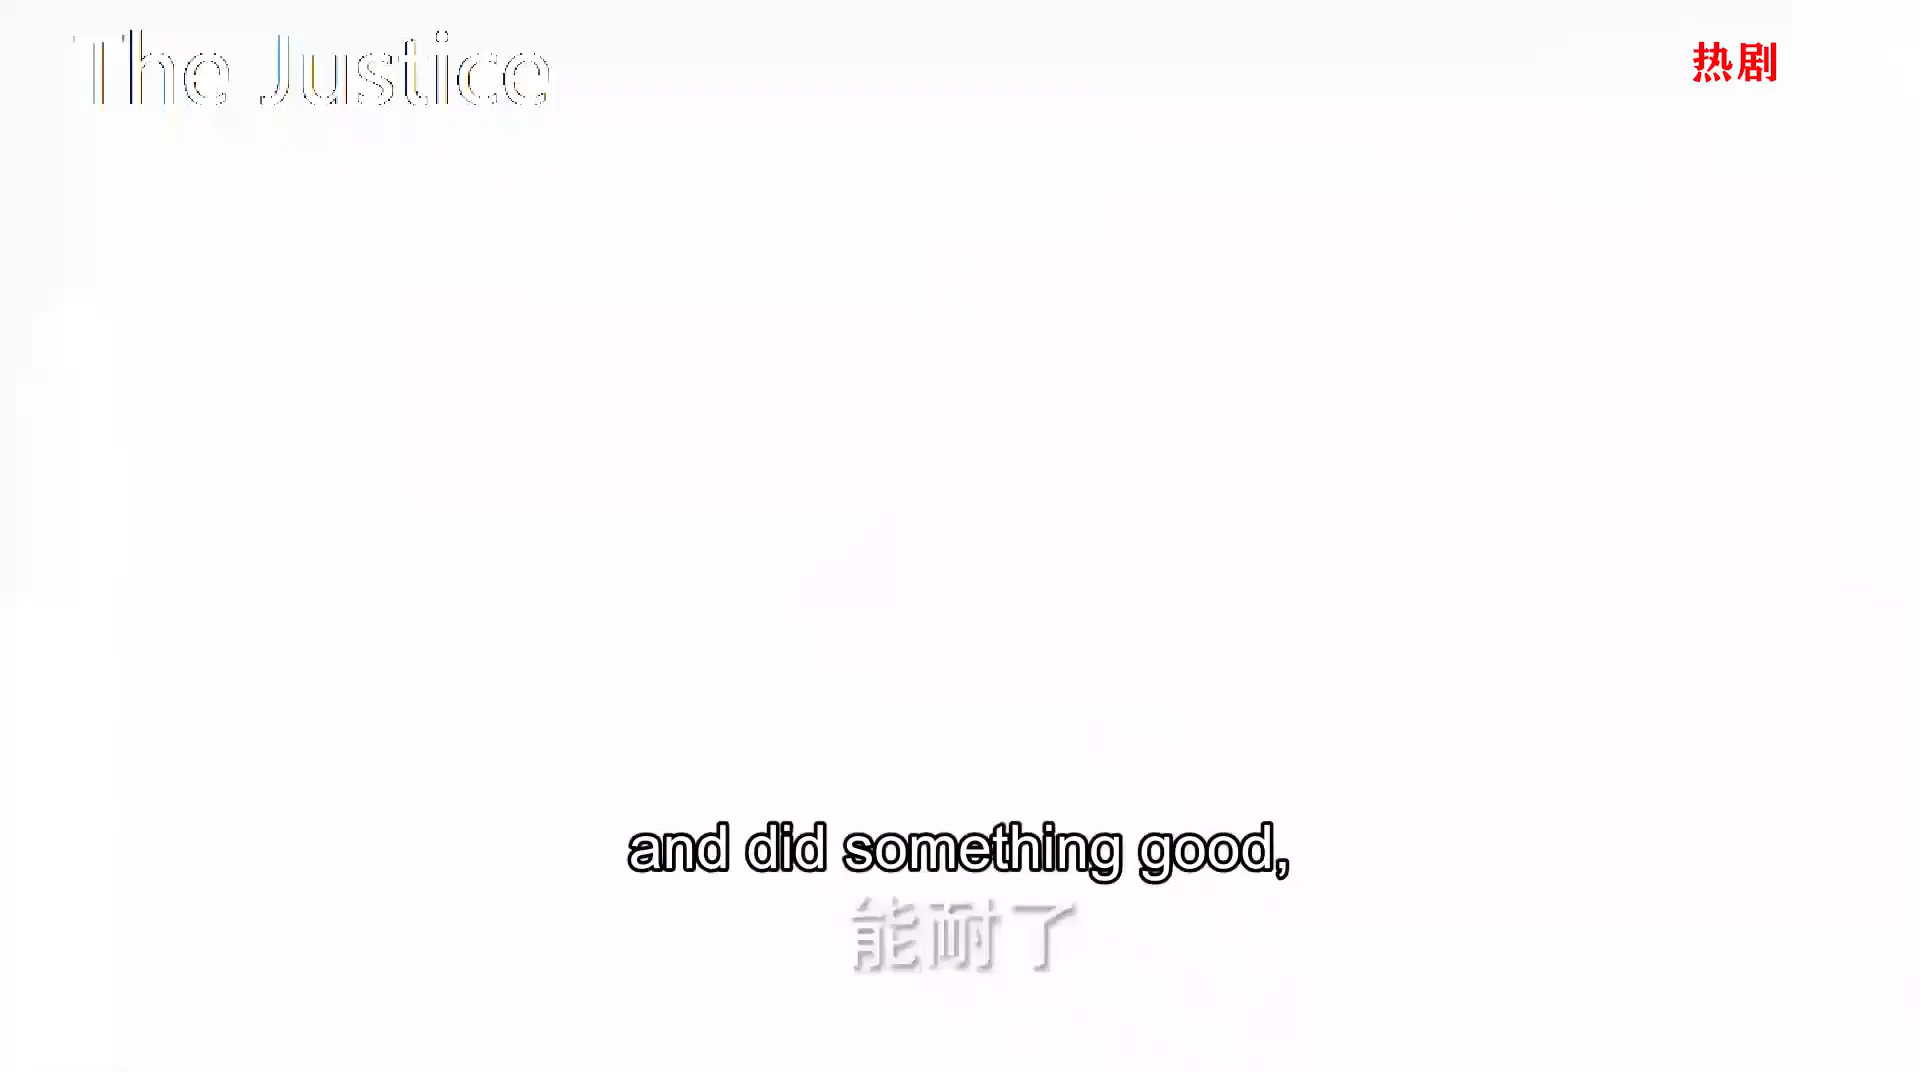 The Justice
热剧
and did something good,
能耐了